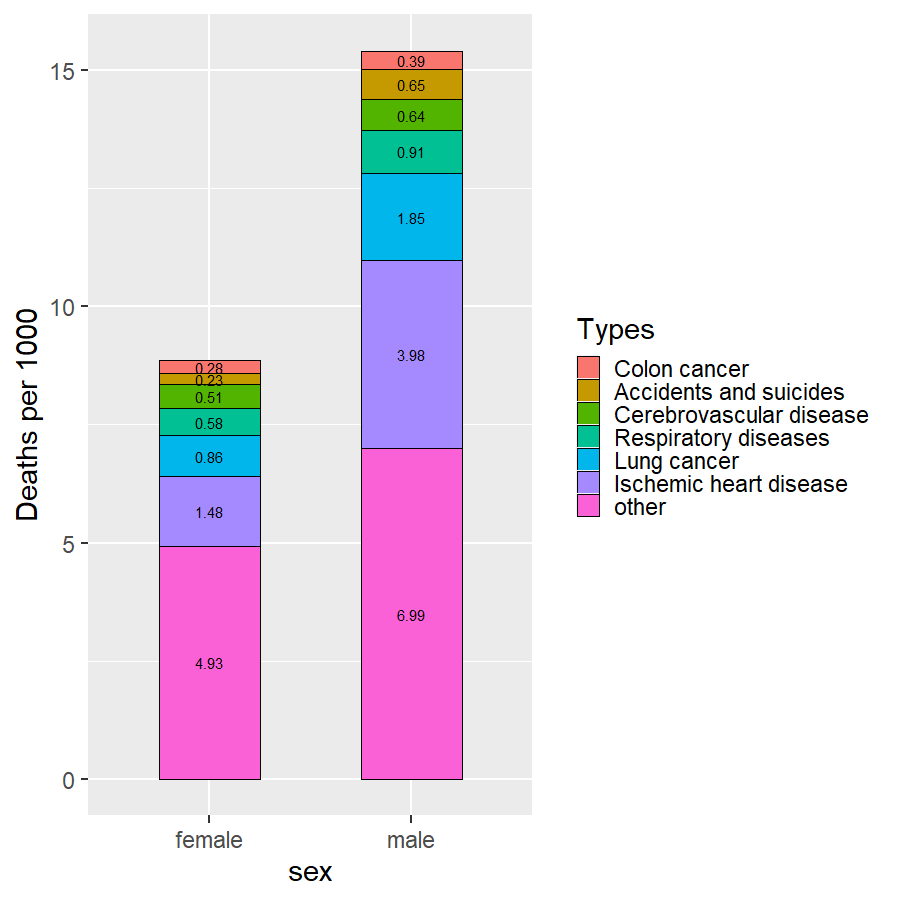 Deaths per 1000
15
10
5
0
0.28
0.23
0.51
0.58
0.86
1.48
4.93
0.39
0.65
0.64
0.91
1.85
3.98
6.99
female
male
sex
Types
Colon cancer
Accidents and suicides
Cerebrovascular disease
Respiratory diseases
Lung cancer
Ischemic heart disease
other